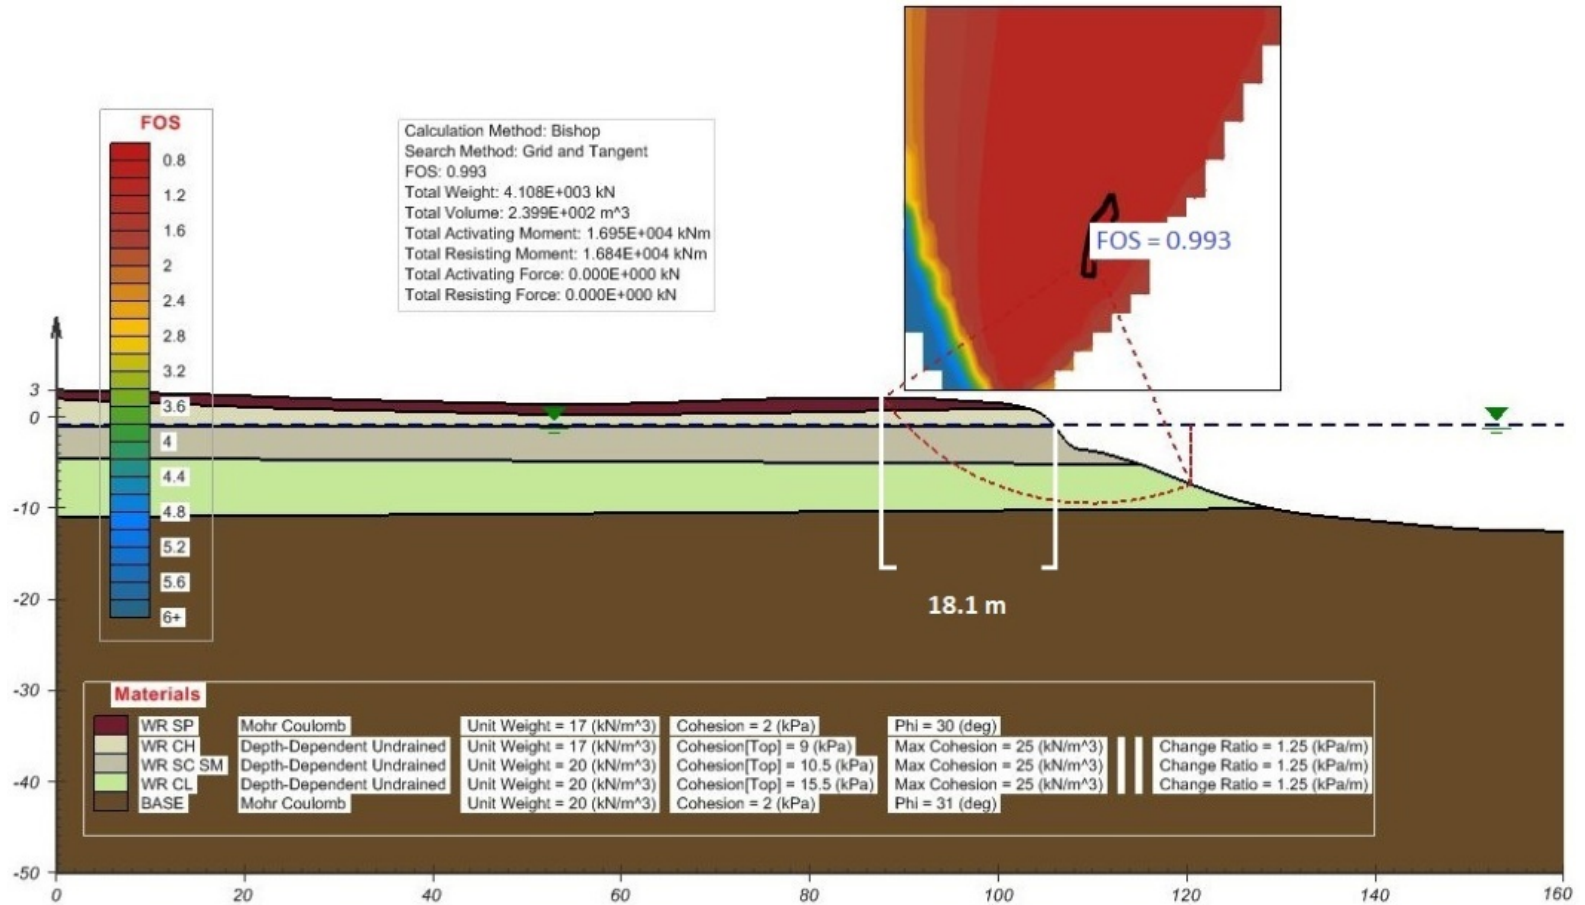 FOS
0.8
1.2
1.6
2
2.4
2.8
3.2
3.6
4
4.4
4.8
5.2
5.6
6+
Calculation Method: Bishop
Search Method: Grid and Tangent
FOS: 0.993
Total Weight: 4.108E+003 kN
Total Volume: 2.399E+002 m^3
Total Activating Moment: 1.695E+004 kNm
Total Resisting Moment: 1.684E+004 kNm
Total Activating Force: 0.000E+000 kN
Total Resisting Force: 0.000E+000 kN
FOS = 0.993
3
0
-10
-20
-30
-40
-50
18.1 m
Materials
WR SP Mohr Coulomb Unit Weight = 17 (kN/m^3) Cohesion = 2 (kPa) Phi = 30 (deg)
WR CH Depth-Dependent Undrained Unit Weight = 17 (kN/m^3) Cohesion[Top] = 9 (kPa) Max Cohesion = 25 (kN/m^3) Change Ratio = 1.25 (kPa/m)
WR SC SM Depth-Dependent Undrained Unit Weight = 20 (kN/m^3) Cohesion[Top] = 10.5 (kPa) Max Cohesion = 25 (kN/m^3) Change Ratio = 1.25 (kPa/m)
WR CL Depth-Dependent Undrained Unit Weight = 20 (kN/m^3) Cohesion[Top] = 15.5 (kPa) Max Cohesion = 25 (kN/m^3) Change Ratio = 1.25 (kPa/m)
BASE Mohr Coulomb Unit Weight = 20 (kN/m^3) Cohesion = 2 (kPa) Phi = 31 (deg)
0 20 40 60 80 100 120 140 160